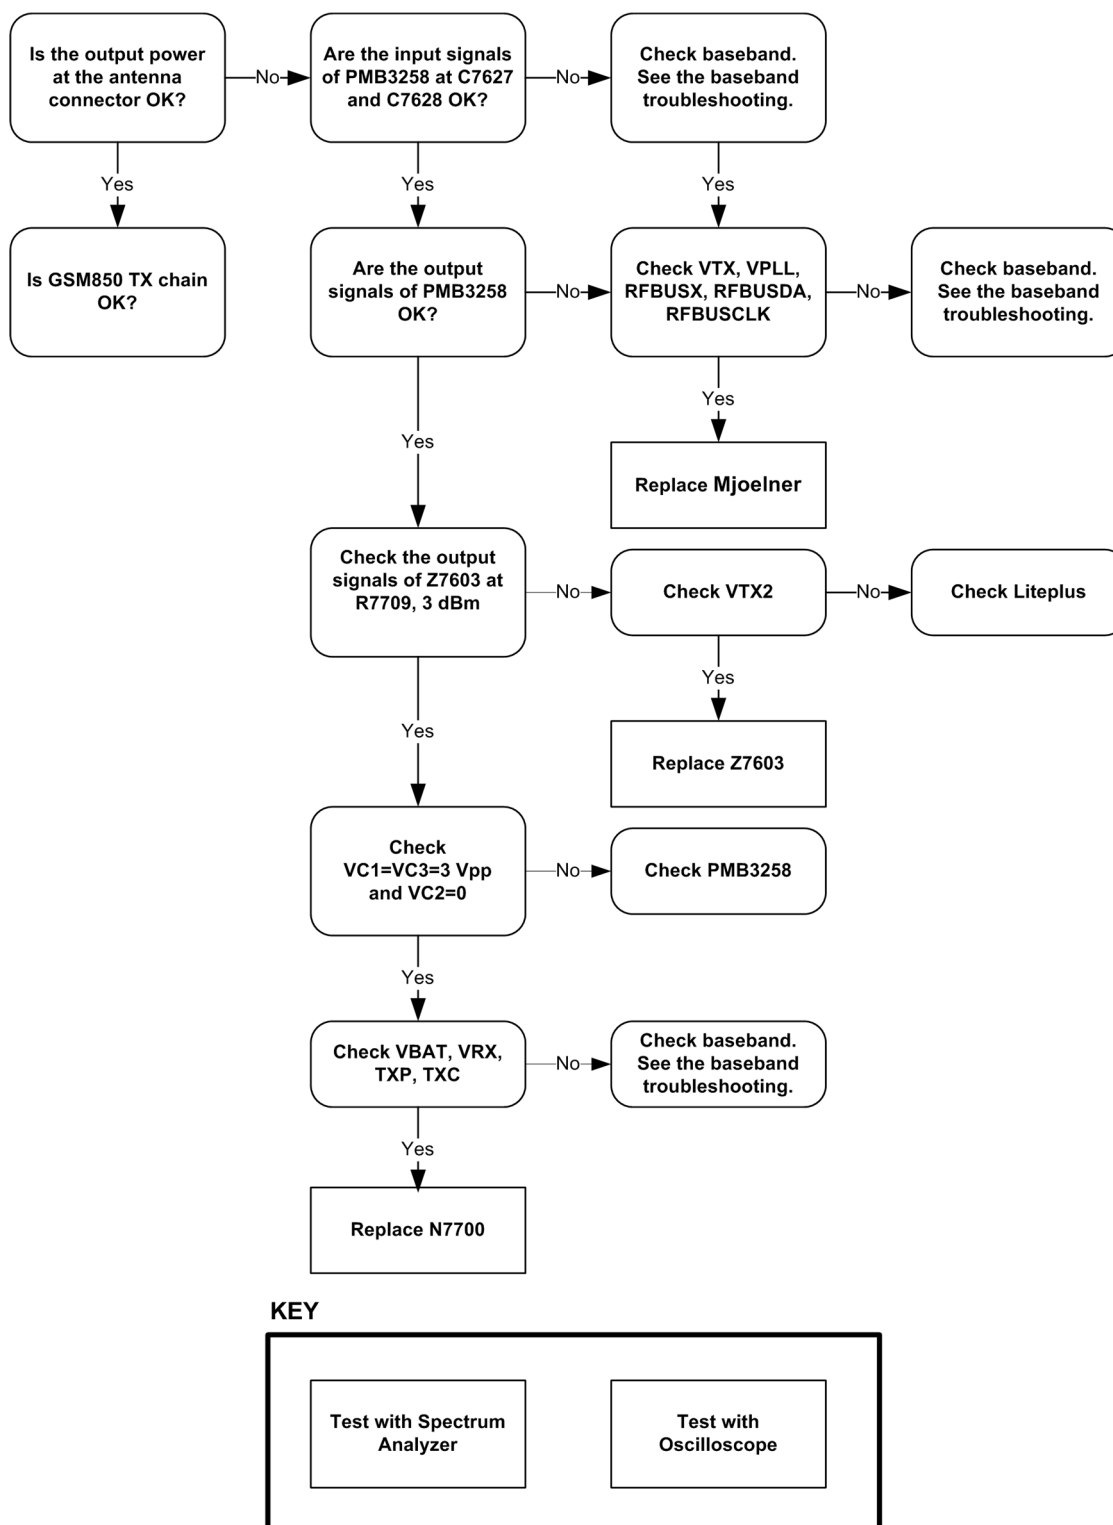 Is the output power
at the antenna
connector OK?
No
Are the input signals
of PMB3258 at C7627
and C7628 OK?
No
Check baseband.
See the baseband
troubleshooting.
Yes
Yes
Yes
Is GSM850 TX chain
OK?
Are the output
signals of PMB3258
OK?
No
Check VTX, VPLL,
RFBUSX, RFBUSDA,
RFBUSCLK
No
Check baseband.
See the baseband
troubleshooting.
Yes
Yes
Replace Mjoelner
Check the output
signals of Z7603 at
R7709, 3 dBm
No
Check VTX2
No
Check Liteplus
Yes
Yes
Replace Z7603
Check
VC1=VC3=3 Vpp
and VC2=0
No
Check PMB3258
Yes
Check VBAT, VRX,
TXP, TXC
No
Check baseband.
See the baseband
troubleshooting.
Yes
Replace N7700
KEY
Test with Spectrum
Analyzer
Test with
Oscilloscope